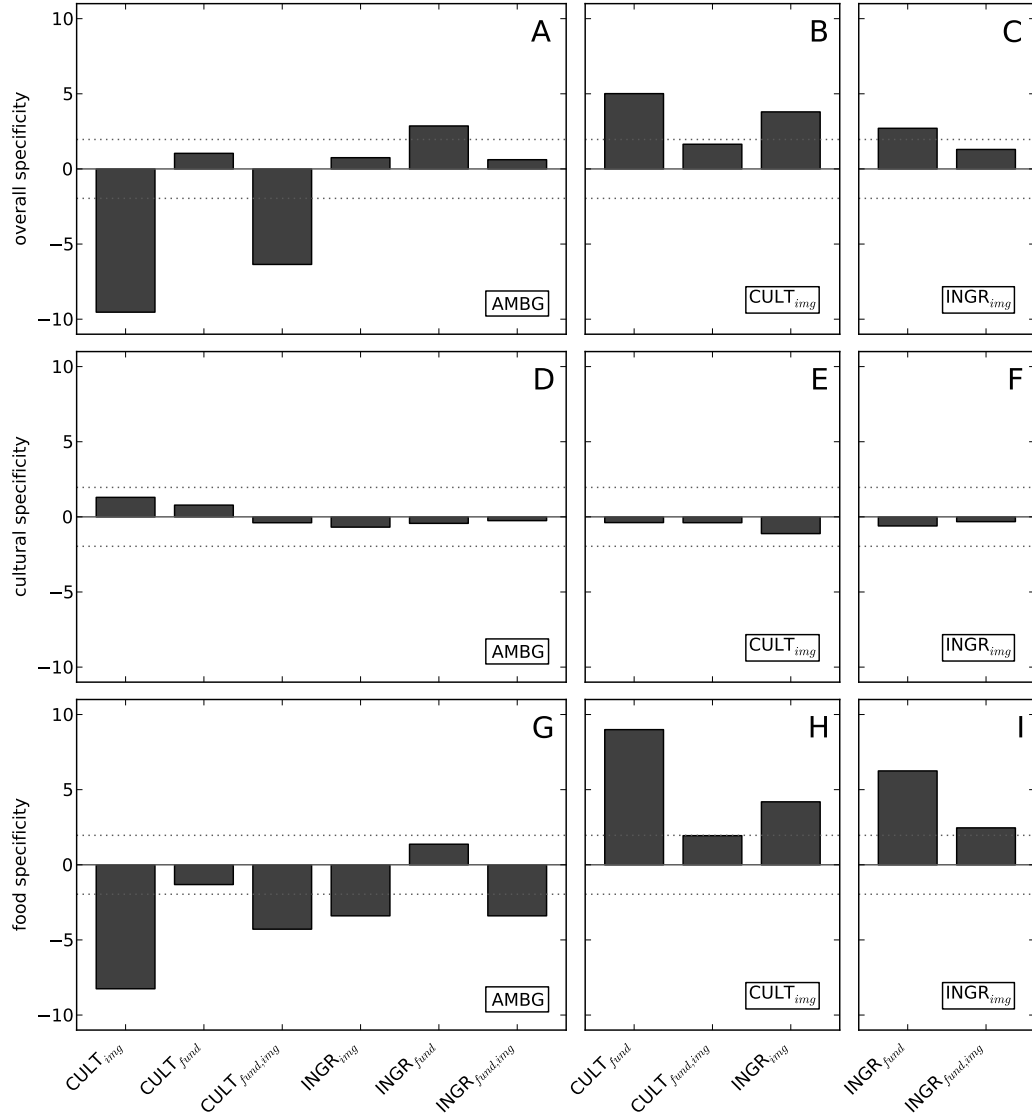 A
B
C
10
5
0
−5
−10
overall specificity
AMBG
CULT_img
INGR_img
D
E
F
10
5
0
−5
−10
cultural specificity
AMBG
CULT_img
INGR_img
G
H
I
10
5
0
−5
−10
food specificity
AMBG
CULT_img
INGR_img
CULT_img
CULT_fund
CULT_fund,img
INGR_img
INGR_fund
INGR_fund,img
CULT_fund
CULT_fund,img
INGR_img
INGR_fund
INGR_fund,img